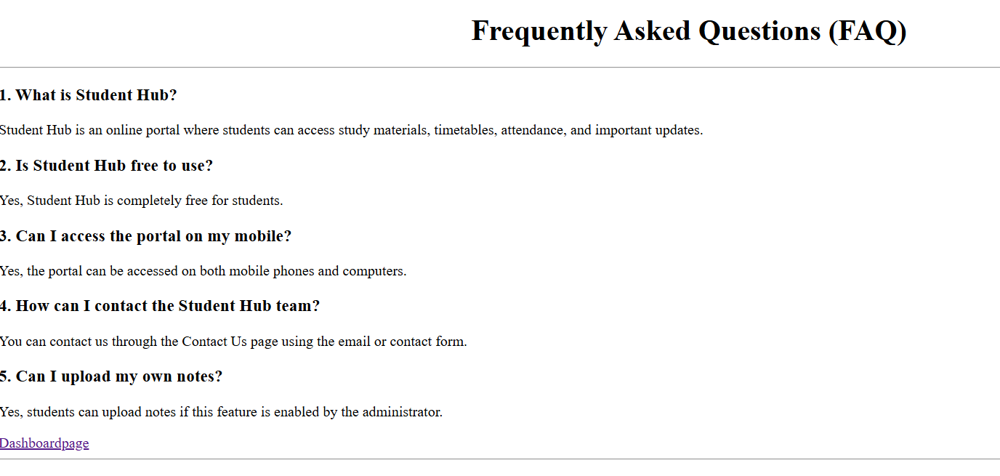 Frequently Asked Questions (FAQ)
1. What is Student Hub?
Student Hub is an online portal where students can access study materials, timetables, attendance, and important updates.
2. Is Student Hub free to use?
Yes, Student Hub is completely free for students.
3. Can I access the portal on my mobile?
Yes, the portal can be accessed on both mobile phones and computers.
4. How can I contact the Student Hub team?
You can contact us through the Contact Us page using the email or contact form.
5. Can I upload my own notes?
Yes, students can upload notes if this feature is enabled by the administrator.
Dashboardpage